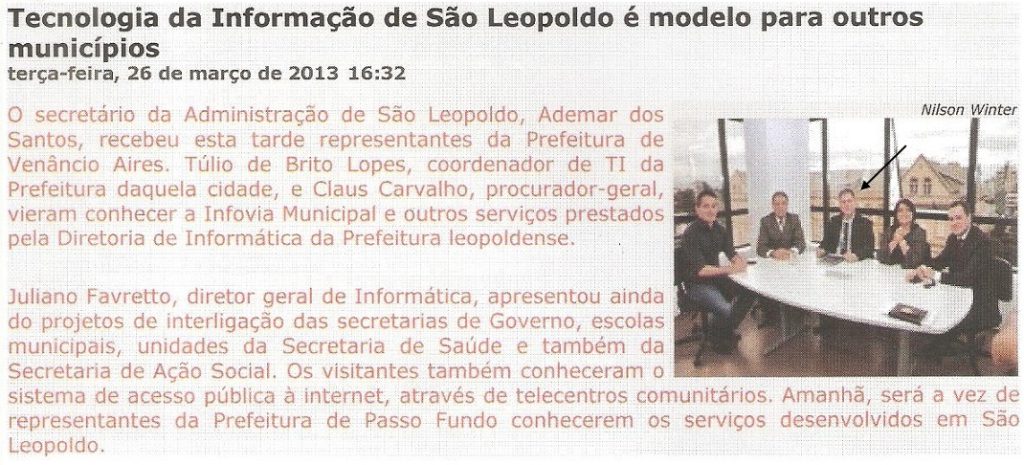 Tecnologia da Informação de São Leopoldo é modelo para outros
municípios
terça-feira, 26 de março de 2013 16:32
O secretário da Administração de São Leopoldo, Ademar dos
Santos, recebeu esta tarde representantes da Prefeitura de
Venâncio Aires. Túlio de Brito Lopes, coordenador de TI da
Prefeitura daquela cidade, e Claus Carvalho, procurador-geral,
vieram conhecer a Infovia Municipal e outros serviços prestados
pela Diretoria de Informática da Prefeitura leopoldense.
Nilson Winter
Juliano Favretto, diretor geral de Informática, apresentou ainda
do projetos de interligação das secretarias de Governo, escolas
municipais, unidades da Secretaria de Saúde e também da
Secretaria de Ação Social. Os visitantes também conheceram o
sistema de acesso pública à internet, através de telecentros comunitários. Amanhã, será a vez de
representantes da Prefeitura de Passo Fundo conhecerem os serviços desenvolvidos em São
Leopoldo.